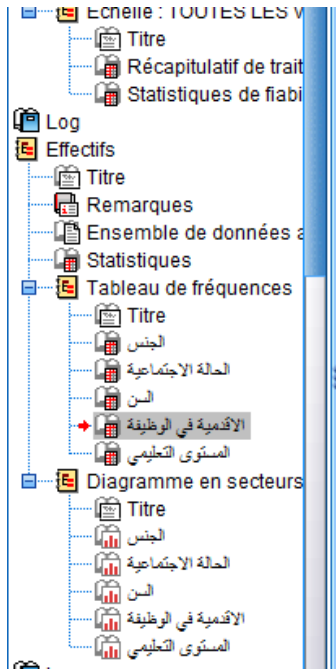 Echelle : TOUTES LES V
Titre
Récapitulatif de trait
Statistiques de fiabi
Log
Effectifs
Titre
Remarques
Ensemble de données a
Statistiques
Tableau de fréquences
Titre
الجنس
الحالة الاجتماعية
السن
الاقدمية في الوظيفة
المستوى التعليمي
Diagramme en secteurs
Titre
الجنس
الحالة الاجتماعية
السن
الاقدمية في الوظيفة
المستوى التعليمي